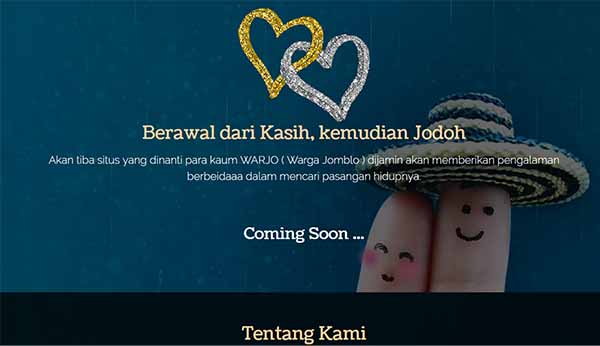 Berawal dari Kasih, kemudian Jodoh
Akan tiba situs yang dinanti para kaum WARJO ( Warga Jomblo ) dijamin akan memberikan pengalaman
berbeidaaa dalam mencari pasangan hidupnya.
Coming Soon ...
Tentang Kami